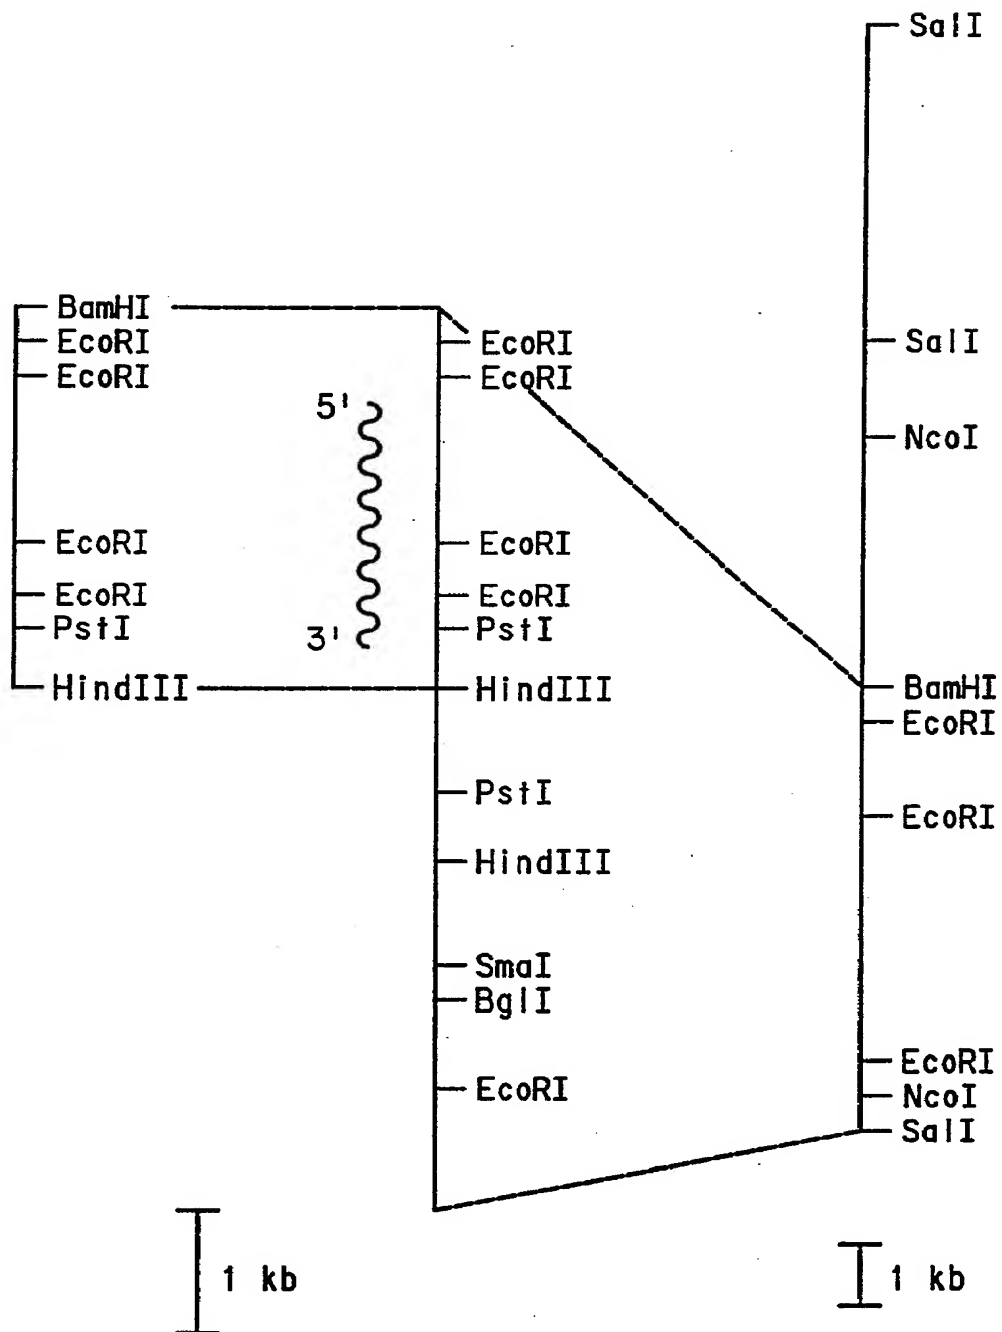 SalI
BamHI
EcoRI
EcoRI
SalI
EcoRI
EcoRI
5'
NcoI
EcoRI
EcoRI
EcoRI
EcoRI
PstI
3'
PstI
HindIII
HindIII
BamHI
EcoRI
PstI
EcoRI
HindIII
SmaI
BglI
EcoRI
EcoRI
NcoI
SalI
1 kb
1 kb